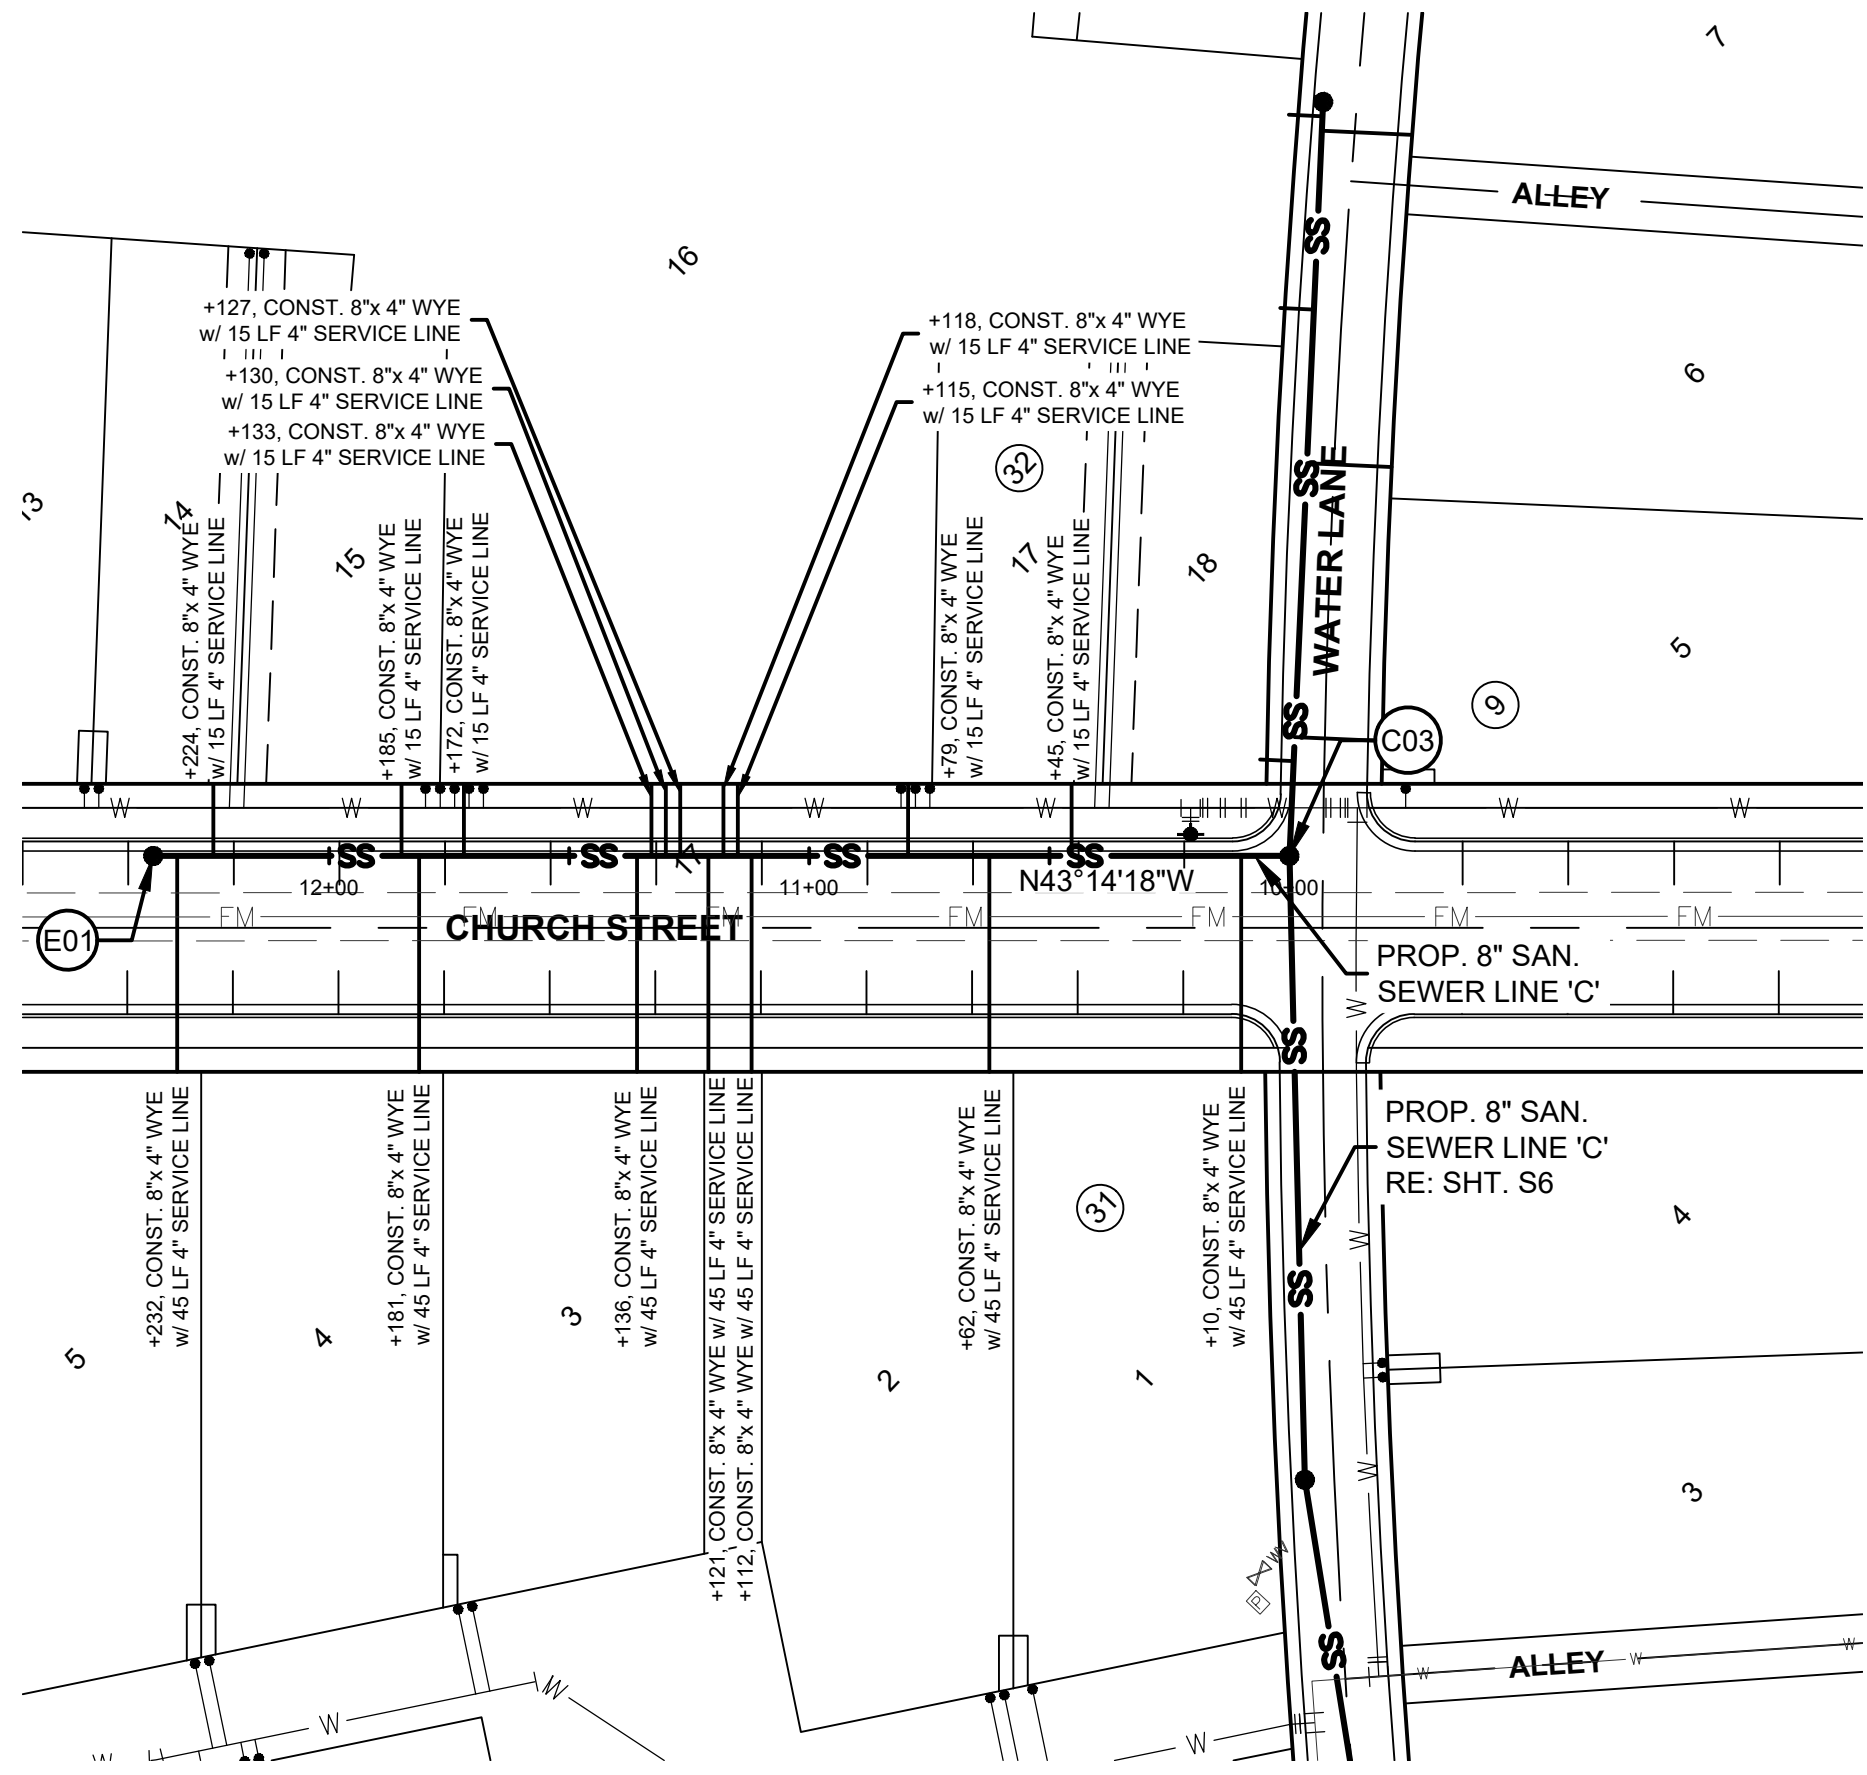 7
ALLEY
16
+127, CONST. 8"x 4" WYE
w/ 15 LF 4" SERVICE LINE
+130, CONST. 8"x 4" WYE
w/ 15 LF 4" SERVICE LINE
+133, CONST. 8"x 4" WYE
w/ 15 LF 4" SERVICE LINE
+118, CONST. 8"x 4" WYE
w/ 15 LF 4" SERVICE LINE
+115, CONST. 8"x 4" WYE
w/ 15 LF 4" SERVICE LINE
SS
6
32
SS
13
14
15
17
18
WATER LANE
5
9
+224, CONST. 8"x 4" WYE
w/ 15 LF 4" SERVICE LINE
+185, CONST. 8"x 4" WYE
w/ 15 LF 4" SERVICE LINE
+172, CONST. 8"x 4" WYE
w/ 15 LF 4" SERVICE LINE
+79, CONST. 8"x 4" WYE
w/ 15 LF 4" SERVICE LINE
+45, CONST. 8"x 4" WYE
w/ 15 LF 4" SERVICE LINE
SS
C03
W W W W W W W W
SS SS 17 SS SS
12+00 11+00 10+00
N43°14'18"W
FM FM FM FM FM FM FM
CHURCH STREET
E01
PROP. 8" SAN.
SEWER LINE 'C'
W
SS
PROP. 8" SAN.
SEWER LINE 'C'
RE: SHT. S6
+232, CONST. 8"x 4" WYE
w/ 45 LF 4" SERVICE LINE
+181, CONST. 8"x 4" WYE
w/ 45 LF 4" SERVICE LINE
+136, CONST. 8"x 4" WYE
w/ 45 LF 4" SERVICE LINE
+121, CONST. 8"x 4" WYE w/ 45 LF 4" SERVICE LINE
+112, CONST. 8"x 4" WYE w/ 45 LF 4" SERVICE LINE
+62, CONST. 8"x 4" WYE
w/ 45 LF 4" SERVICE LINE
+10, CONST. 8"x 4" WYE
w/ 45 LF 4" SERVICE LINE
31
4
W
SS
5
4
3
2
1
W
3
W
P
SS
ALLEY
W W W
W
W
W
W